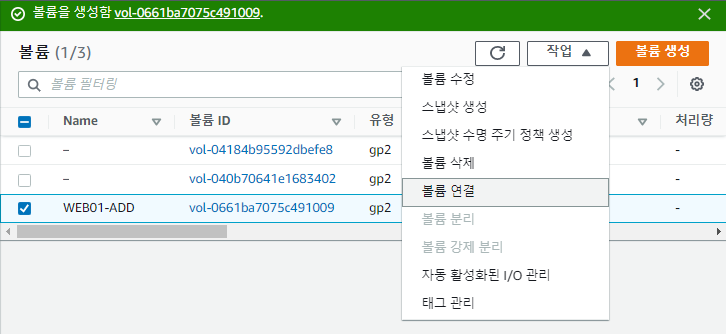 볼륨을 생성함 vol-0661ba7075c491009.
볼륨 (1/3)
작업
볼륨 생성
볼륨 필터링
1
Name
볼륨 ID
유형
처리량
– vol-04184b95592dbefe8 gp2 -
– vol-040b70641e1683402 gp2 -
WEB01-ADD vol-0661ba7075c491009 gp2 -
볼륨 수정
스냅샷 생성
스냅샷 수명 주기 정책 생성
볼륨 삭제
볼륨 연결
볼륨 분리
볼륨 강제 분리
자동 활성화된 I/O 관리
태그 관리